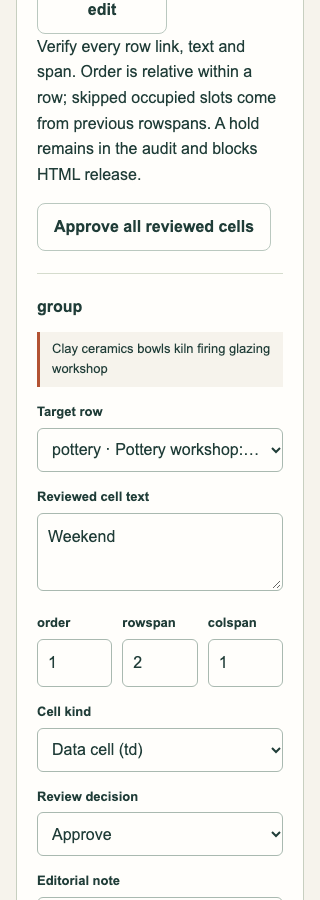 edit
Verify every row link, text and
span. Order is relative within a
row; skipped occupied slots come
from previous rowspans. A hold
remains in the audit and blocks
HTML release.
Approve all reviewed cells
group
Clay ceramics bowls kiln firing glazing
workshop
Target row
pottery · Pottery workshop:…
Reviewed cell text
Weekend
order rowspan colspan
1 2 1
Cell kind
Data cell (td)
Review decision
Approve
Editorial note